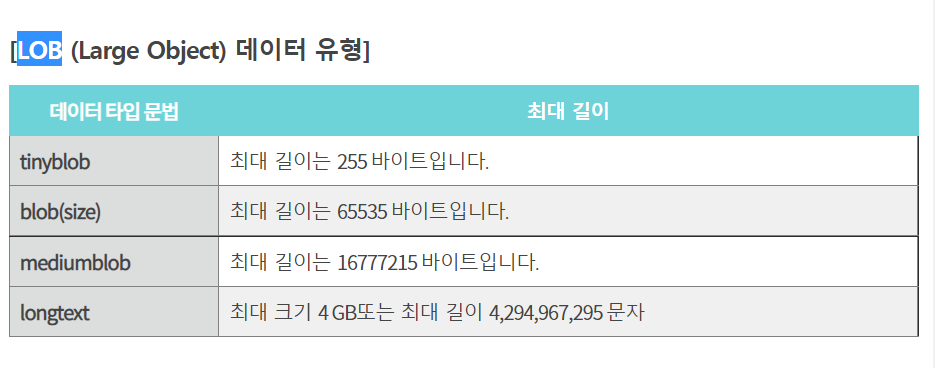 [LOB (Large Object) 데이터 유형]
데이터 타입 문법 최대 길이
tinyblob 최대 길이는 255 바이트입니다.
blob(size) 최대 길이는 65535 바이트입니다.
mediumblob 최대 길이는 16777215 바이트입니다.
longtext 최대 크기 4 GB또는 최대 길이 4,294,967,295 문자